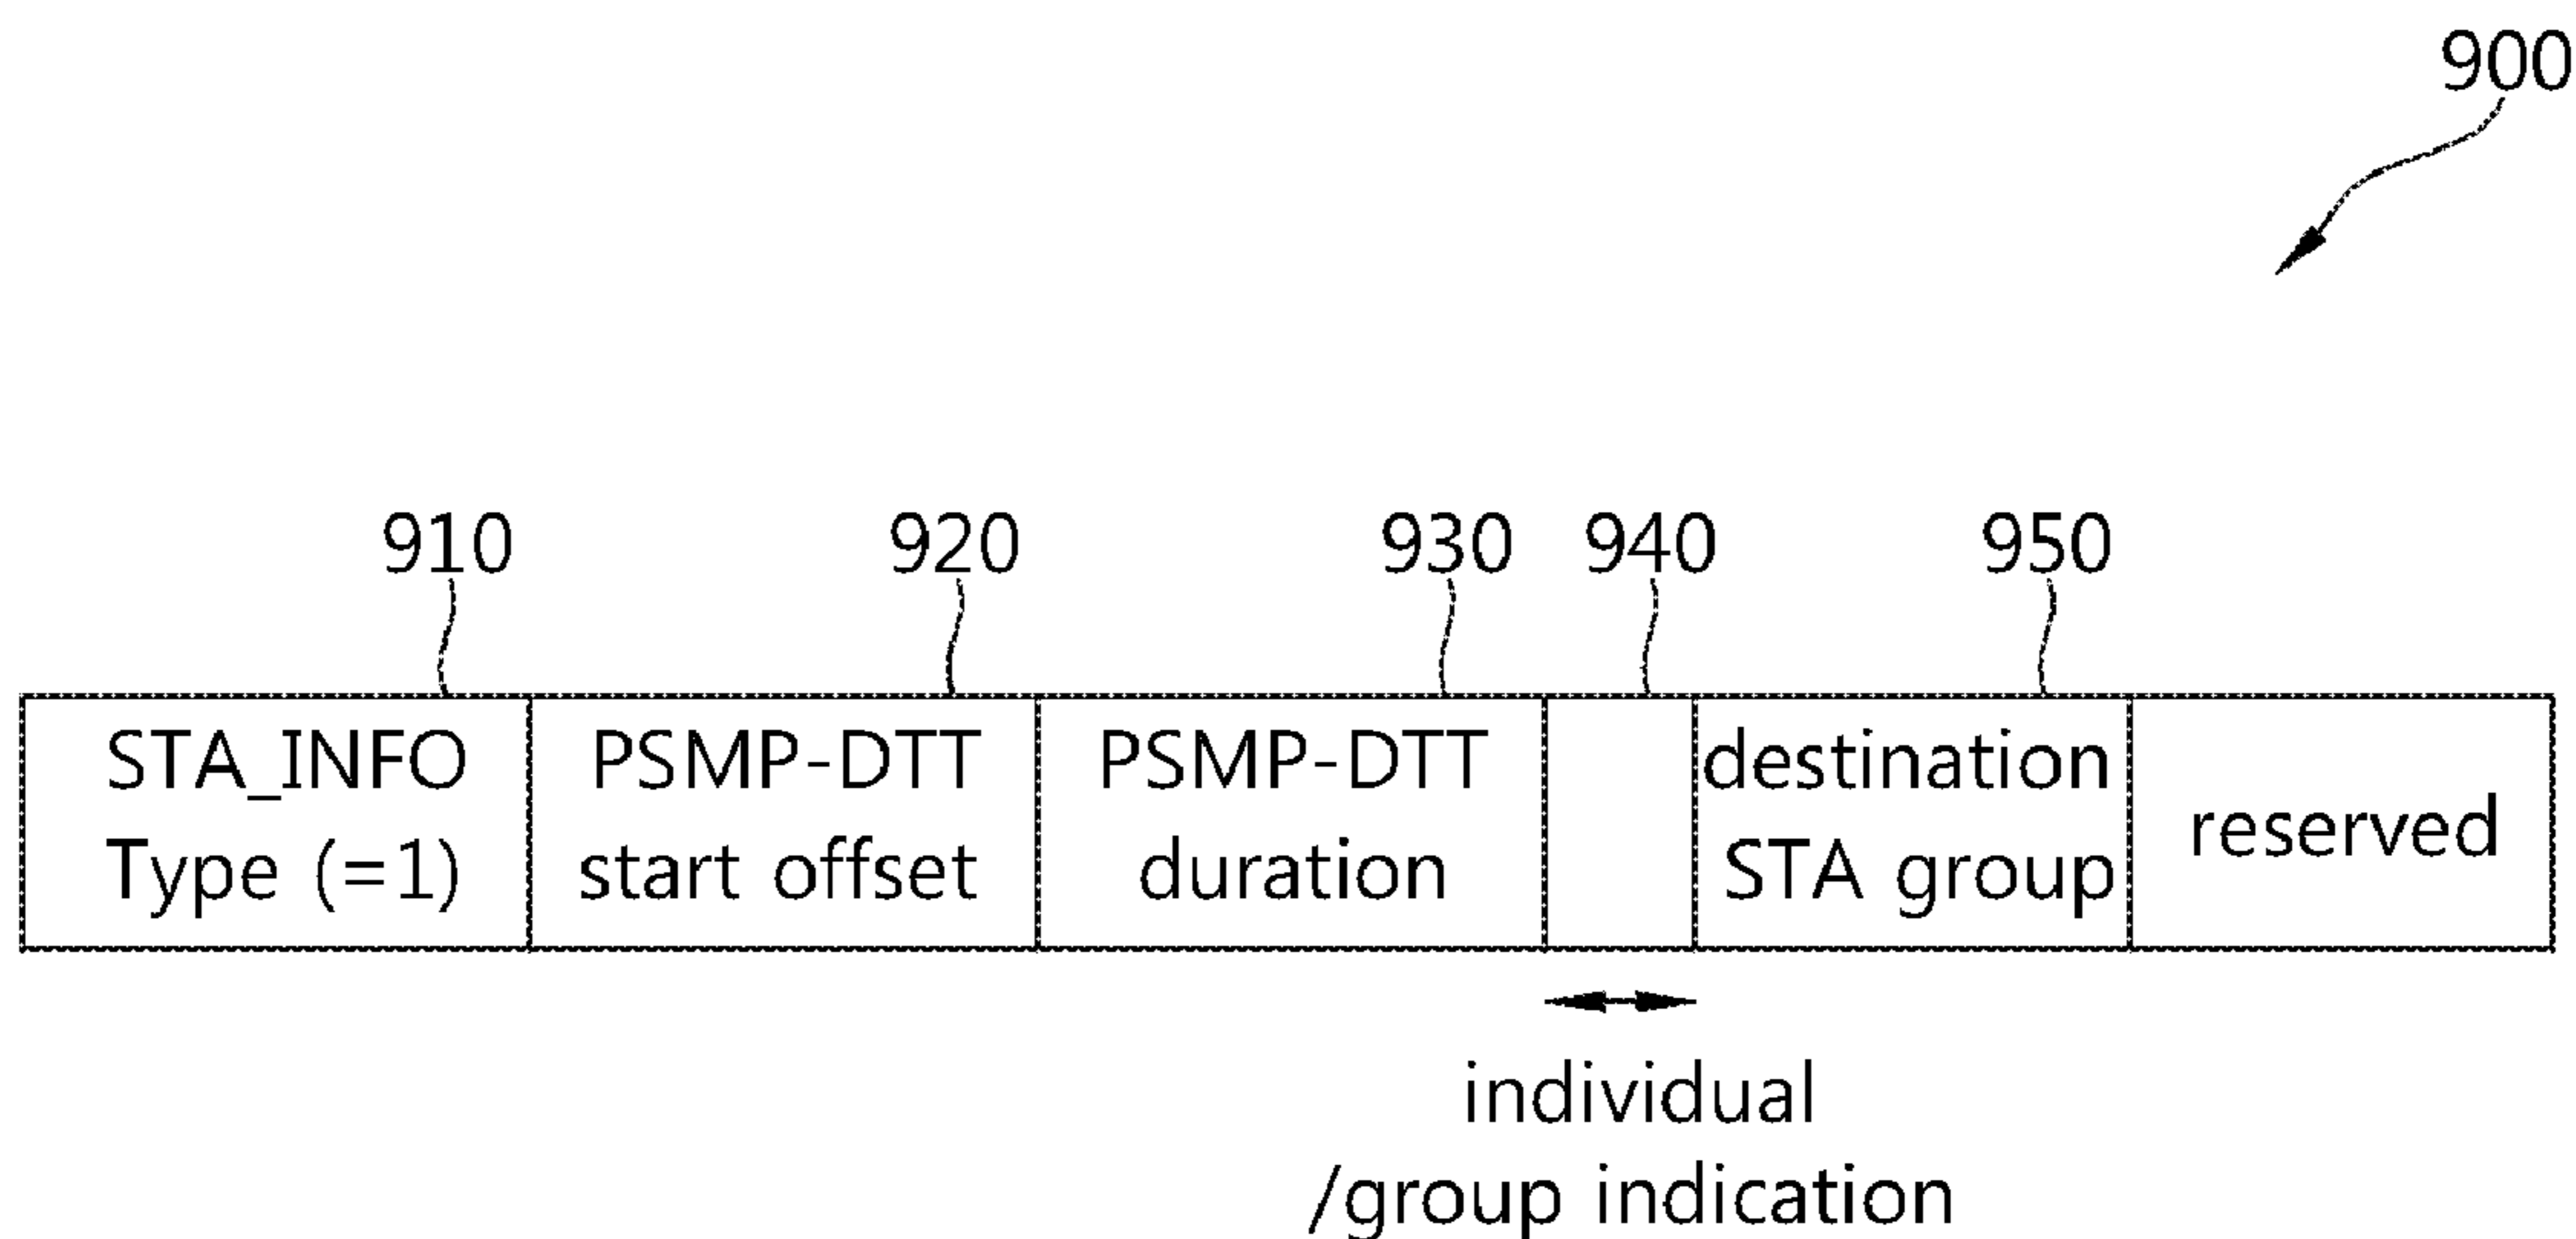 900
910
920
930
940
950
STA_INFO
Type (=1)
PSMP-DTT
start offset
PSMP-DTT
duration
destination
STA group
reserved
individual
/group indication